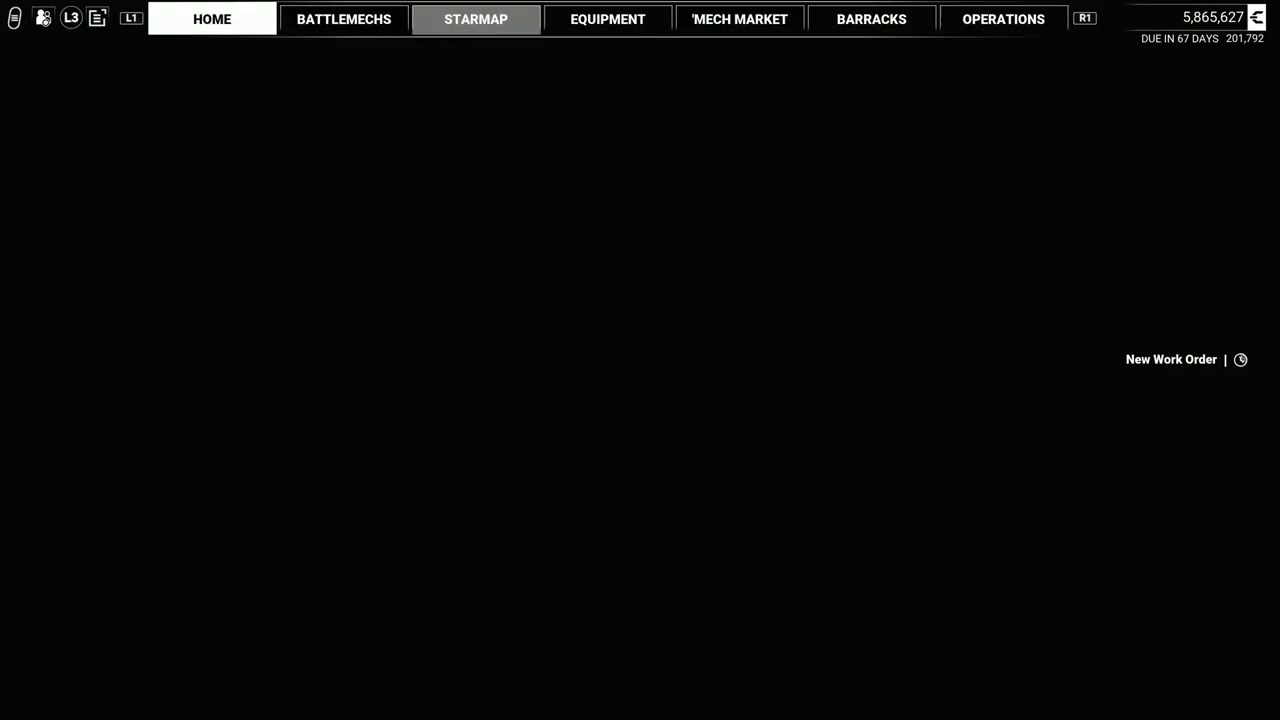 L3 L1 HOME BATTLEMECHS STARMAP EQUIPMENT 'MECH MARKET BARRACKS OPERATIONS R1 5,865,627
DUE IN 67 DAYS 201,792
New Work Order |